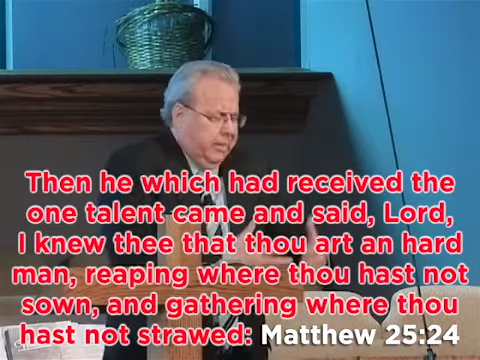 Then he which had received the
one talent came and said, Lord,
I knew thee that thou art an hard
man, reaping where thou hast not
sown, and gathering where thou
hast not strawed: Matthew 25:24